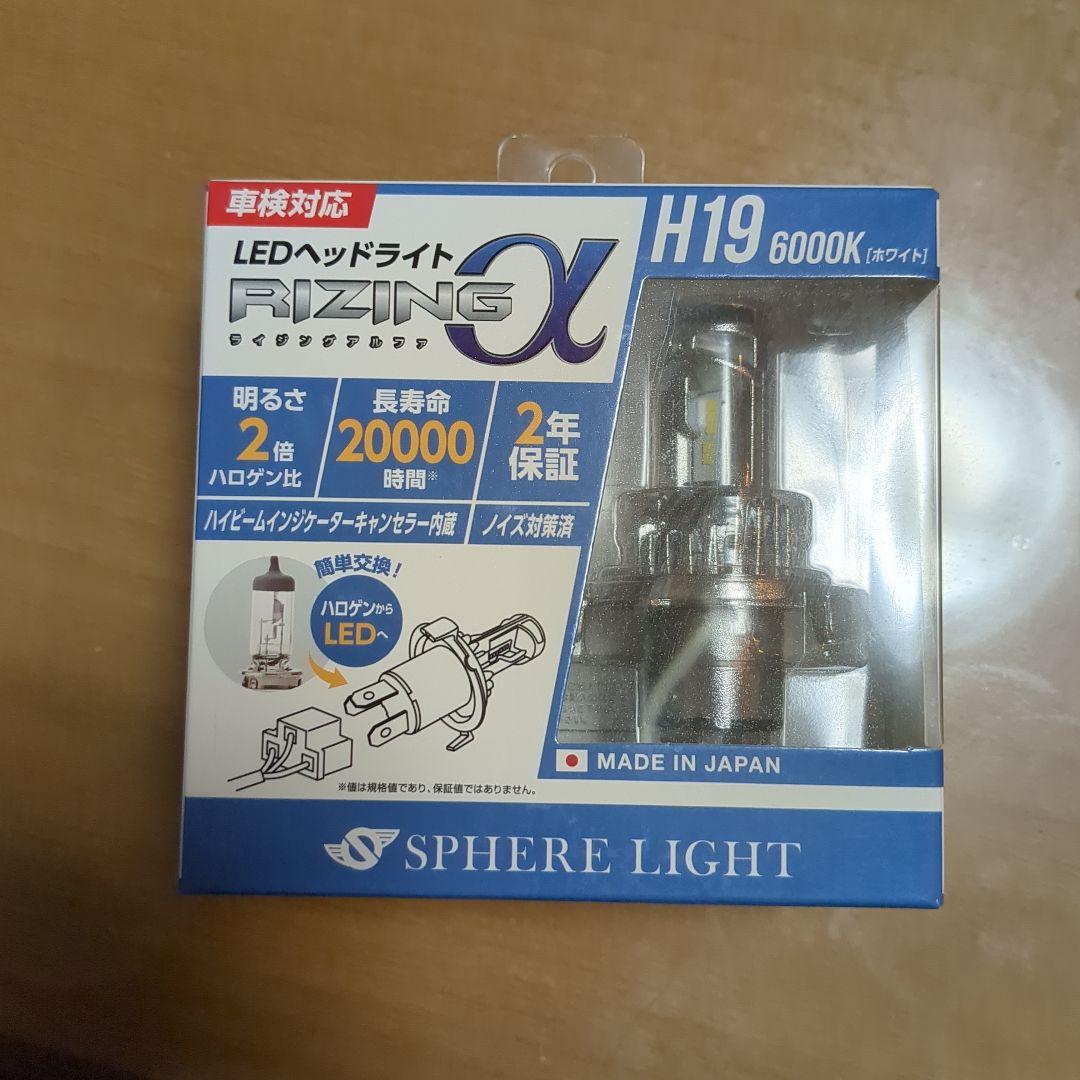 車検対応
LEDヘッドライト
RIZINGα
ライジングアルファ
H19 6000K [ホワイト]
明るさ
2倍
ハロゲン比
長寿命
20000
時間※
2年
保証
ハイビームインジケーターキャンセラー内蔵
ノイズ対策済
簡単交換!
ハロゲンから
LEDへ
※値は規格値であり、保証値ではありません。
MADE IN JAPAN
SPHERE LIGHT